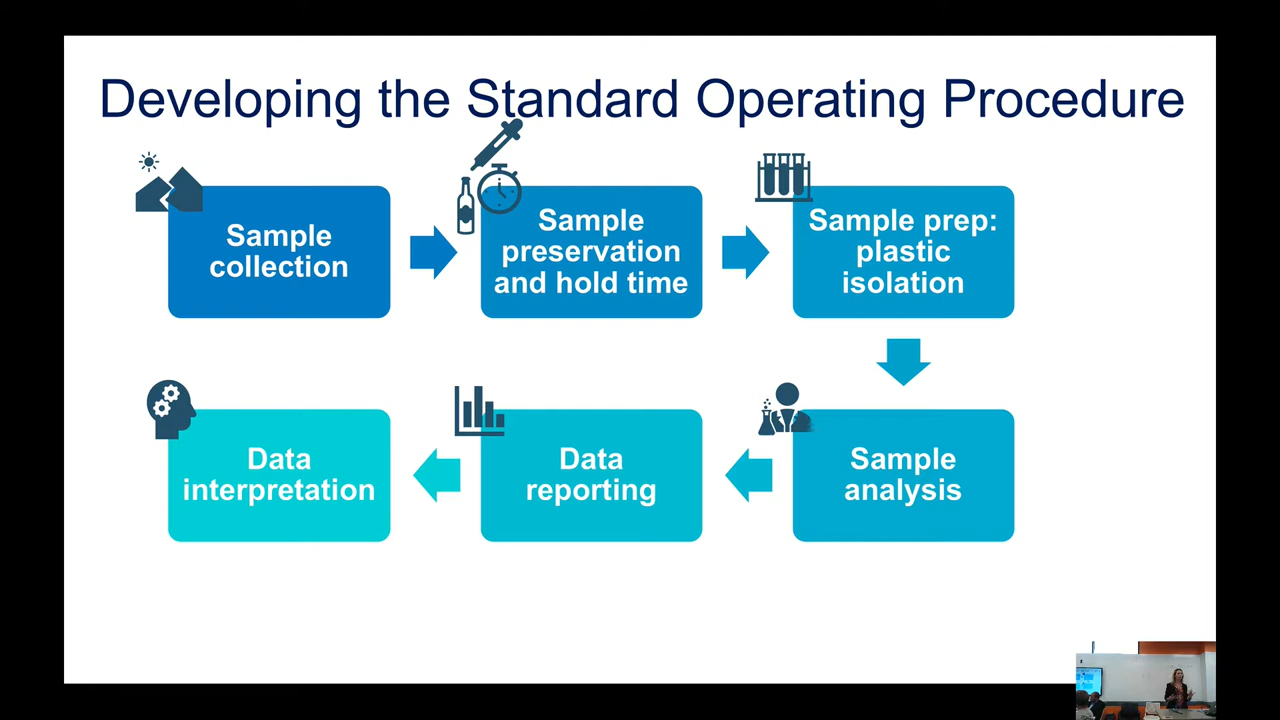 Developing the Standard Operating Procedure
Sample
collection
Sample
preservation
and hold time
Sample prep:
plastic
isolation
Sample
analysis
Data
reporting
Data
interpretation